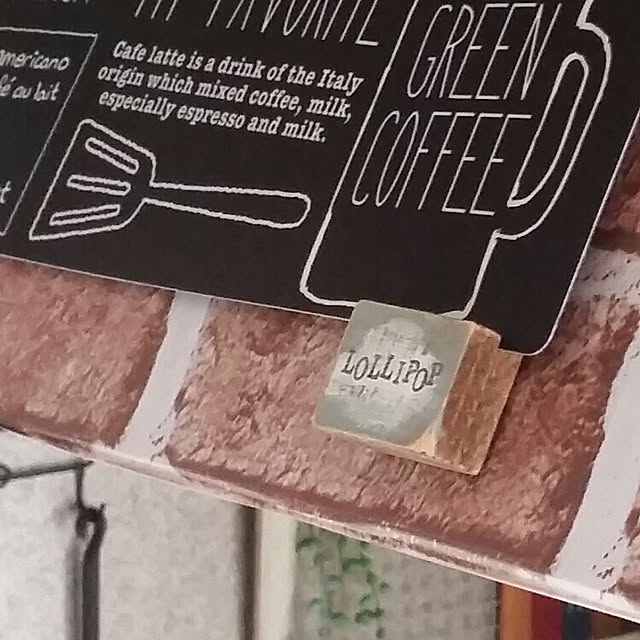 FAVORITE
GREEN
COFFEE
Cafe latte is a drink of the Italy
origin which mixed coffee, milk,
especially espresso and milk.
americano
au lait
LOLLIPOP